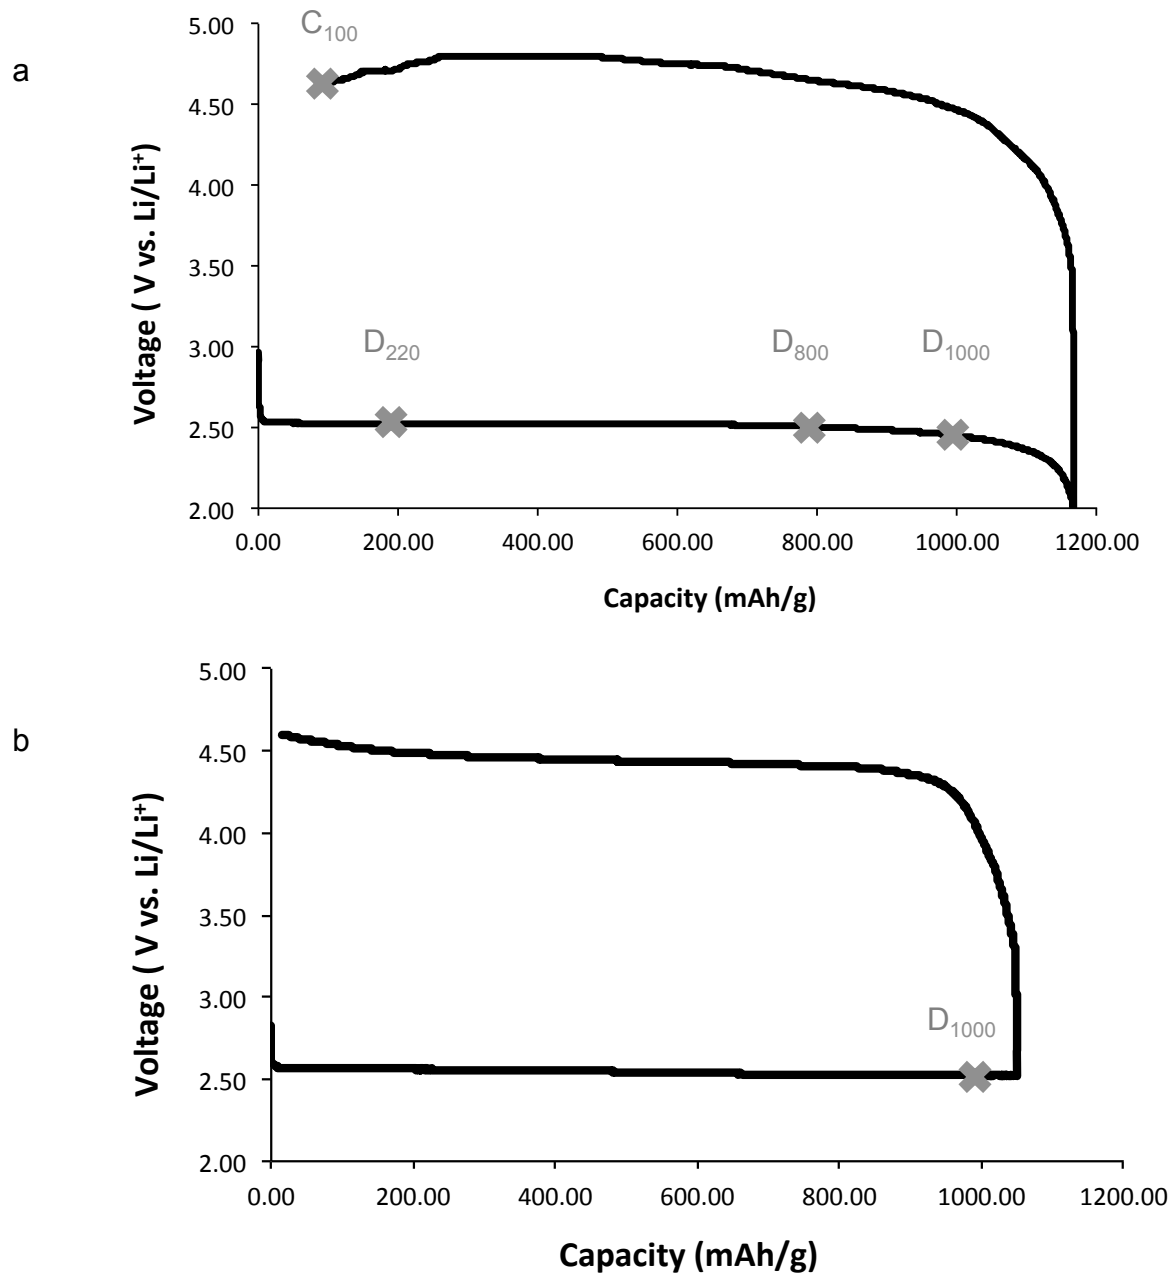 a
C₁₀₀
5.00
4.50
4.00
3.50
3.00
2.50
2.00
Voltage ( V vs. Li/Li⁺)
D₂₂₀
D₈₀₀
D₁₀₀₀
0.00 200.00 400.00 600.00 800.00 1000.00 1200.00
Capacity (mAh/g)
b
5.00
4.50
4.00
3.50
3.00
2.50
2.00
Voltage ( V vs. Li/Li⁺)
D₁₀₀₀
0.00 200.00 400.00 600.00 800.00 1000.00 1200.00
Capacity (mAh/g)